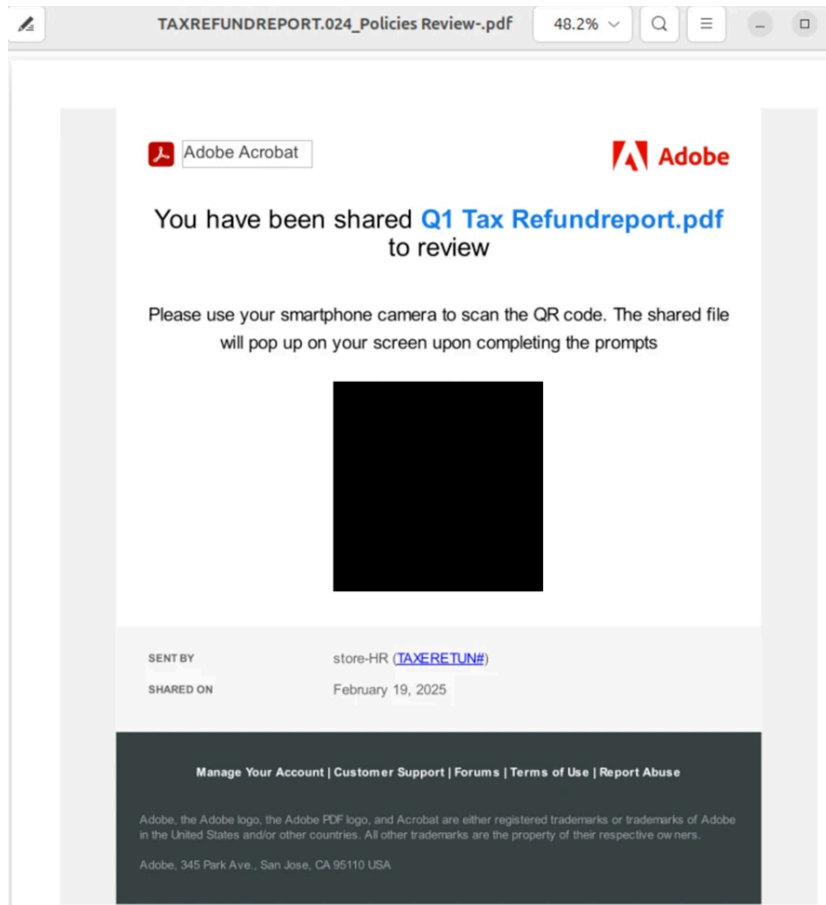 TAXREFUNDREPORT.024_Policies Review-.pdf
48.2%
Adobe Acrobat
Adobe
You have been shared Q1 Tax Refundreport.pdf
to review
Please use your smartphone camera to scan the QR code. The shared file
will pop up on your screen upon completing the prompts
SENT BY store-HR (TAXERETUN#)
SHARED ON February 19, 2025
Manage Your Account | Customer Support | Forums | Terms of Use | Report Abuse
Adobe, the Adobe logo, the Adobe PDF logo, and Acrobat are either registered trademarks or trademarks of Adobe
in the United States and/or other countries. All other trademarks are the property of their respective owners.
Adobe, 345 Park Ave., San Jose, CA 95110 USA